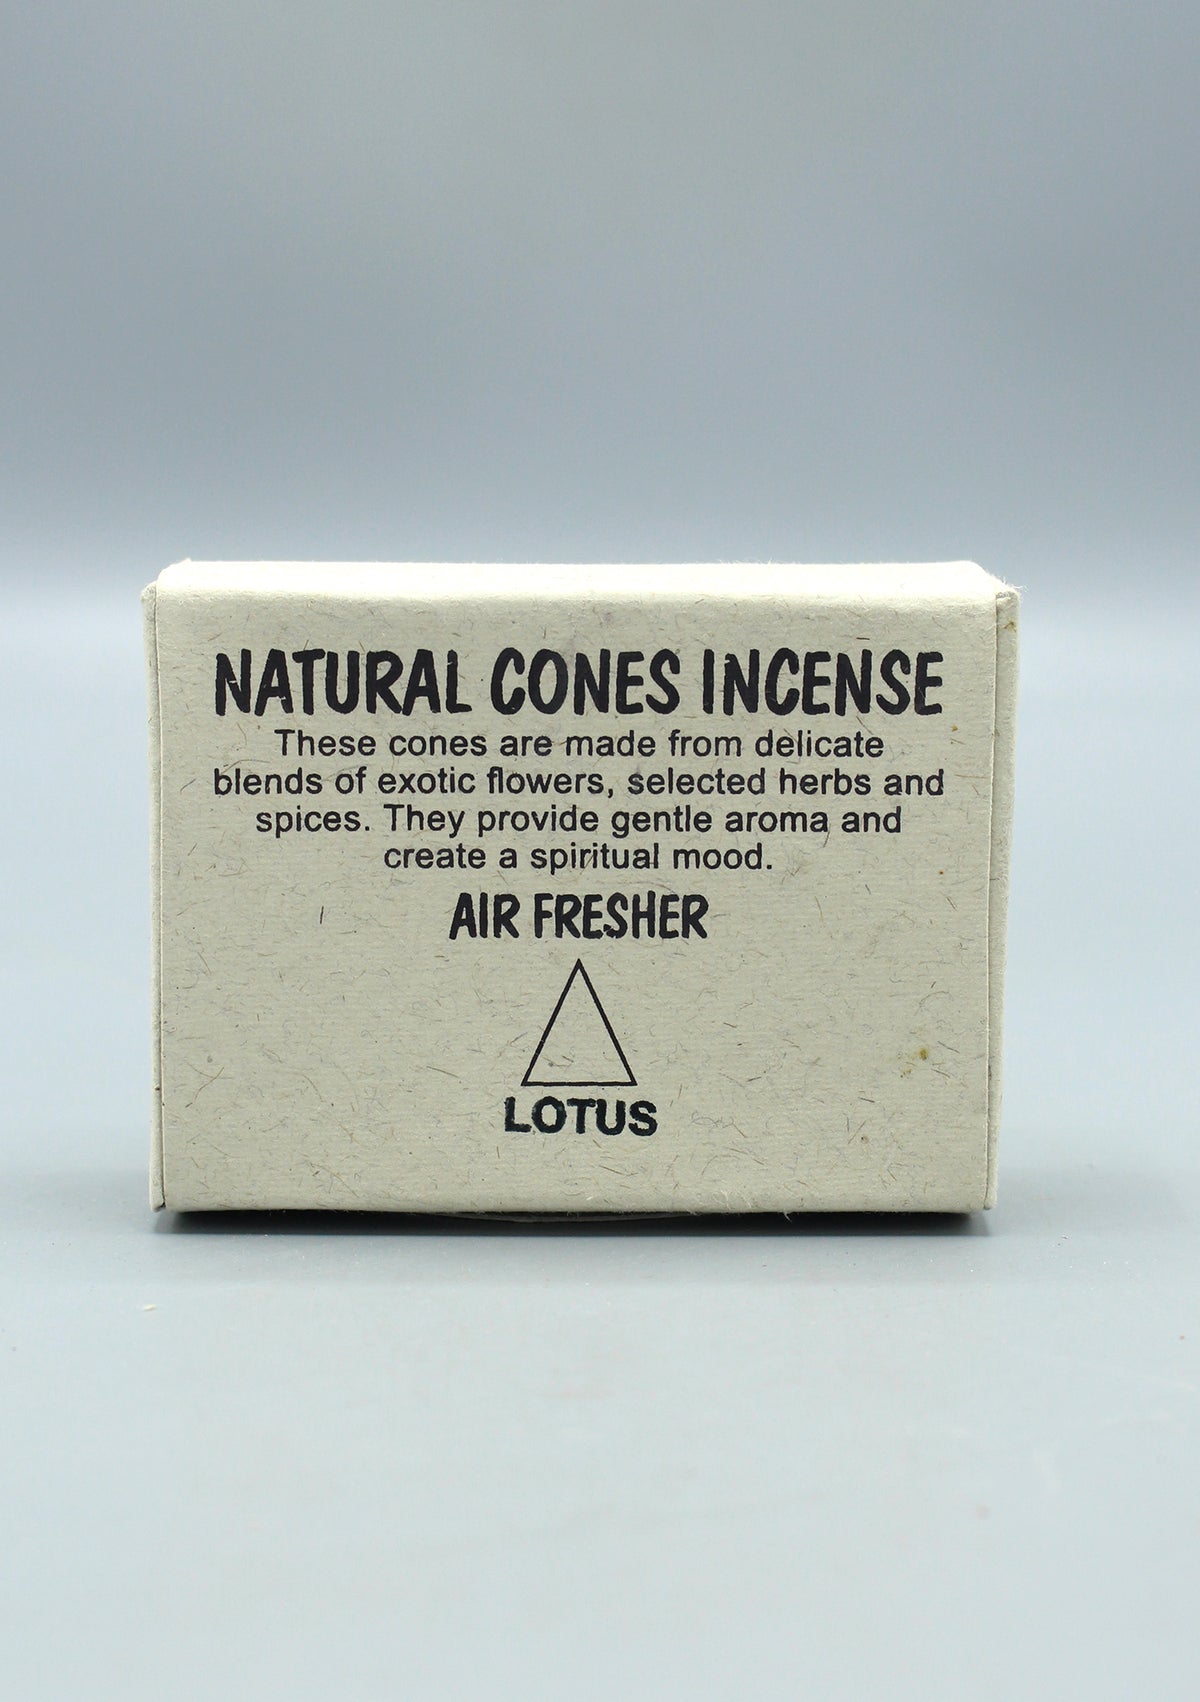 NATURAL CONES INCENSE
These cones are made from delicate
blends of exotic flowers, selected herbs and
spices. They provide gentle aroma and
create a spiritual mood.
AIR FRESHER
LOTUS